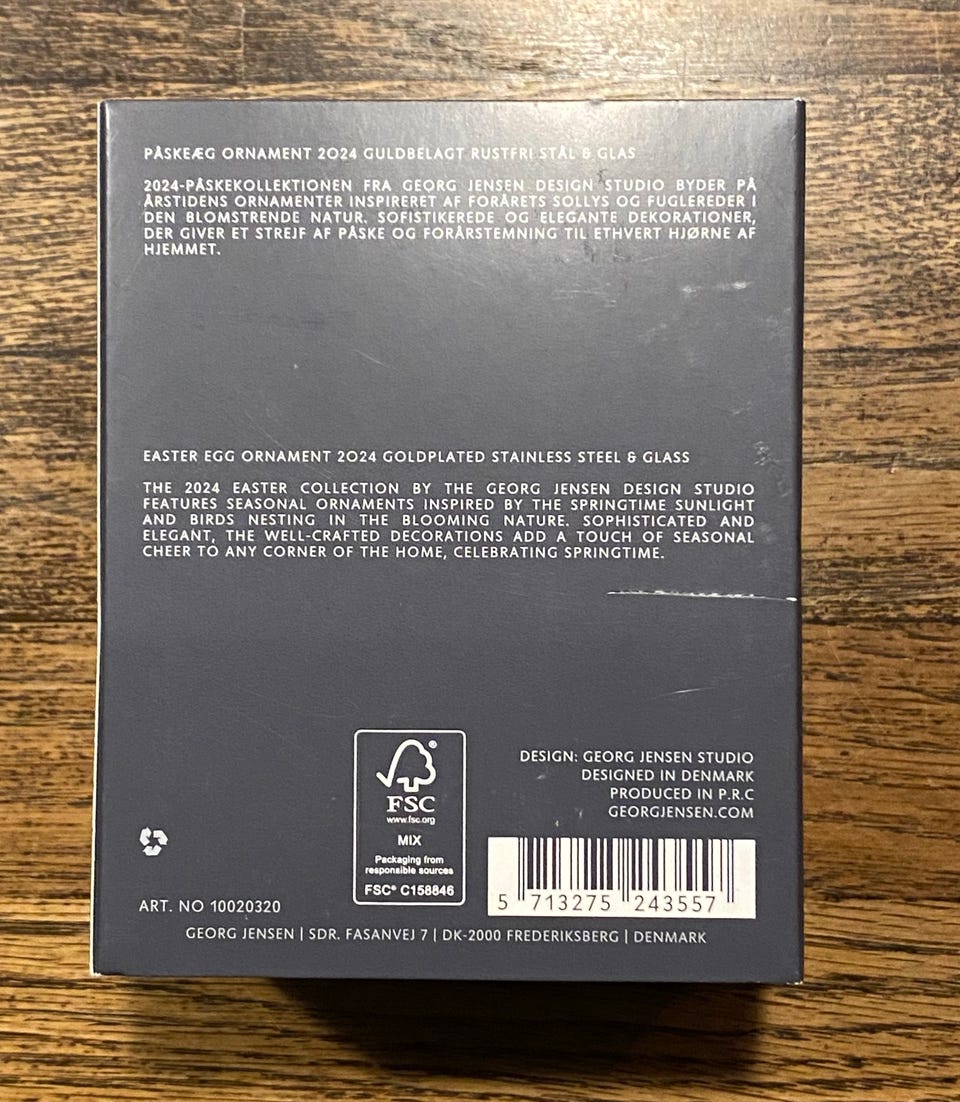 PÅSKEÆG ORNAMENT 2024 GULDBELAGT RUSTFRI STÅL & GLAS
2024-PÅSKEKOLLEKTIONEN FRA GEORG JENSEN DESIGN STUDIO BYDER PÅ
ÅRSTIDENS ORNAMENTER INSPIRERET AF FORÅRETS SOLLYS OG FUGLEREDER I
DEN BLOMSTRENDE NATUR. SOFISTIKEREDE OG ELEGANTE DEKORATIONER,
DER GIVER ET STREJF AF PÅSKE OG FORÅRSTEMNING TIL ETHVERT HJØRNE AF
HJEMMET.
EASTER EGG ORNAMENT 2024 GOLDPLATED STAINLESS STEEL & GLASS
THE 2024 EASTER COLLECTION BY THE GEORG JENSEN DESIGN STUDIO
FEATURES SEASONAL ORNAMENTS INSPIRED BY THE SPRINGTIME SUNLIGHT
AND BIRDS NESTING IN THE BLOOMING NATURE. SOPHISTICATED AND
ELEGANT, THE WELL-CRAFTED DECORATIONS ADD A TOUCH OF SEASONAL
CHEER TO ANY CORNER OF THE HOME, CELEBRATING SPRINGTIME.
®
FSC
www.fsc.org
MIX
Packaging from
responsible sources
FSC® C158846
DESIGN: GEORG JENSEN STUDIO
DESIGNED IN DENMARK
PRODUCED IN P.R.C
GEORGJENSEN.COM
5 713275 243557
ART. NO 10020320
GEORG JENSEN | SDR. FASANVEJ 7 | DK-2000 FREDERIKSBERG | DENMARK